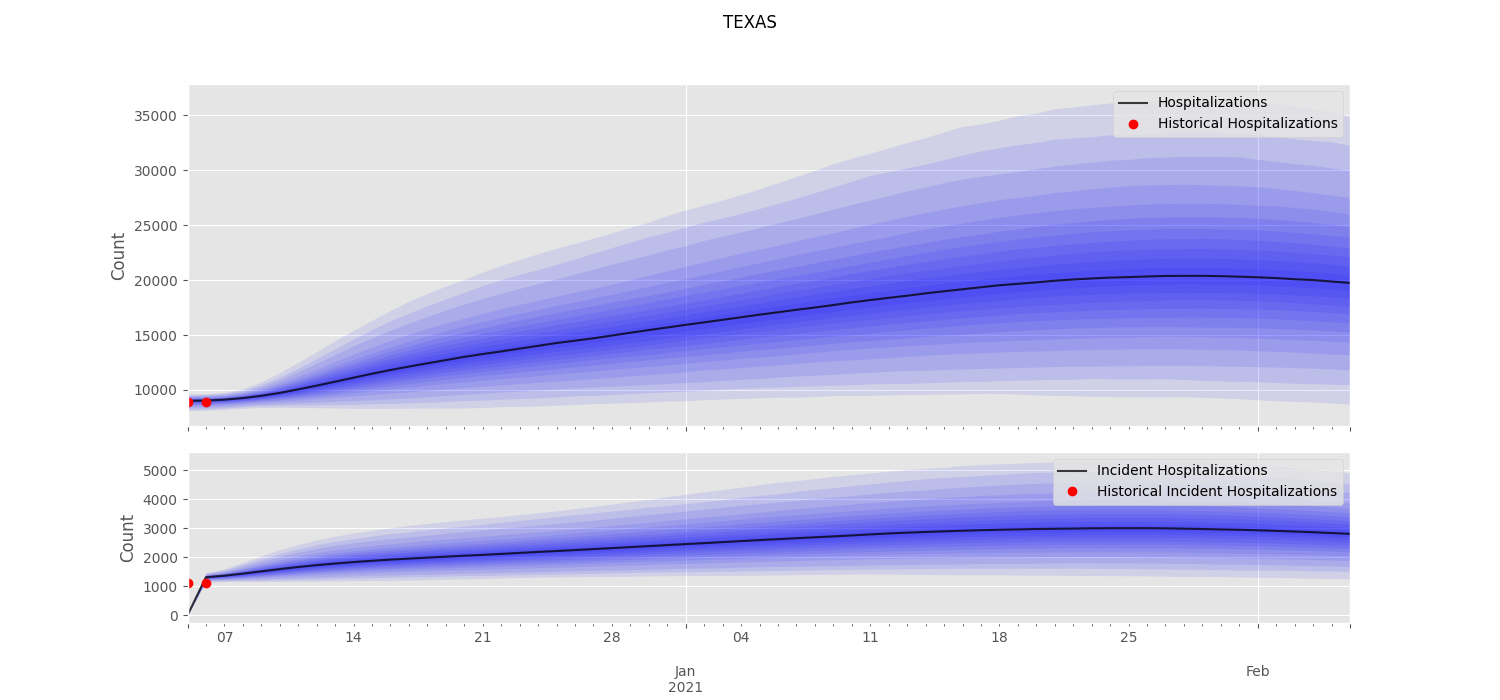 TEXAS
Count
35000
30000
25000
20000
15000
10000
Hospitalizations
Historical Hospitalizations
Count
5000
4000
3000
2000
1000
0
Incident Hospitalizations
Historical Incident Hospitalizations
07 14 21 28 04 11 18 25
Jan Feb
2021